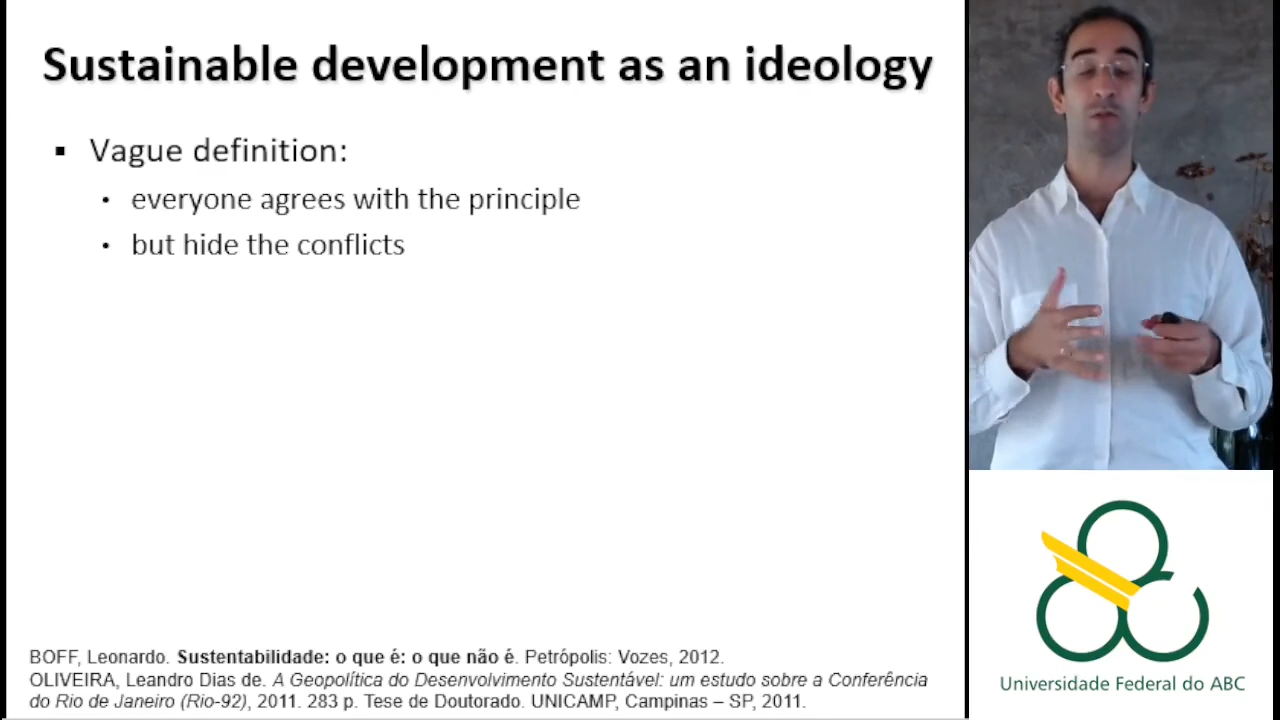 Sustainable development as an ideology
▪ Vague definition:
• everyone agrees with the principle
• but hide the conflicts
BOFF, Leonardo. Sustentabilidade: o que é: o que não é. Petrópolis: Vozes, 2012.
OLIVEIRA, Leandro Dias de. A Geopolítica do Desenvolvimento Sustentável: um estudo sobre a Conferência
do Rio de Janeiro (Rio-92), 2011. 283 p. Tese de Doutorado. UNICAMP, Campinas – SP, 2011.
Universidade Federal do ABC